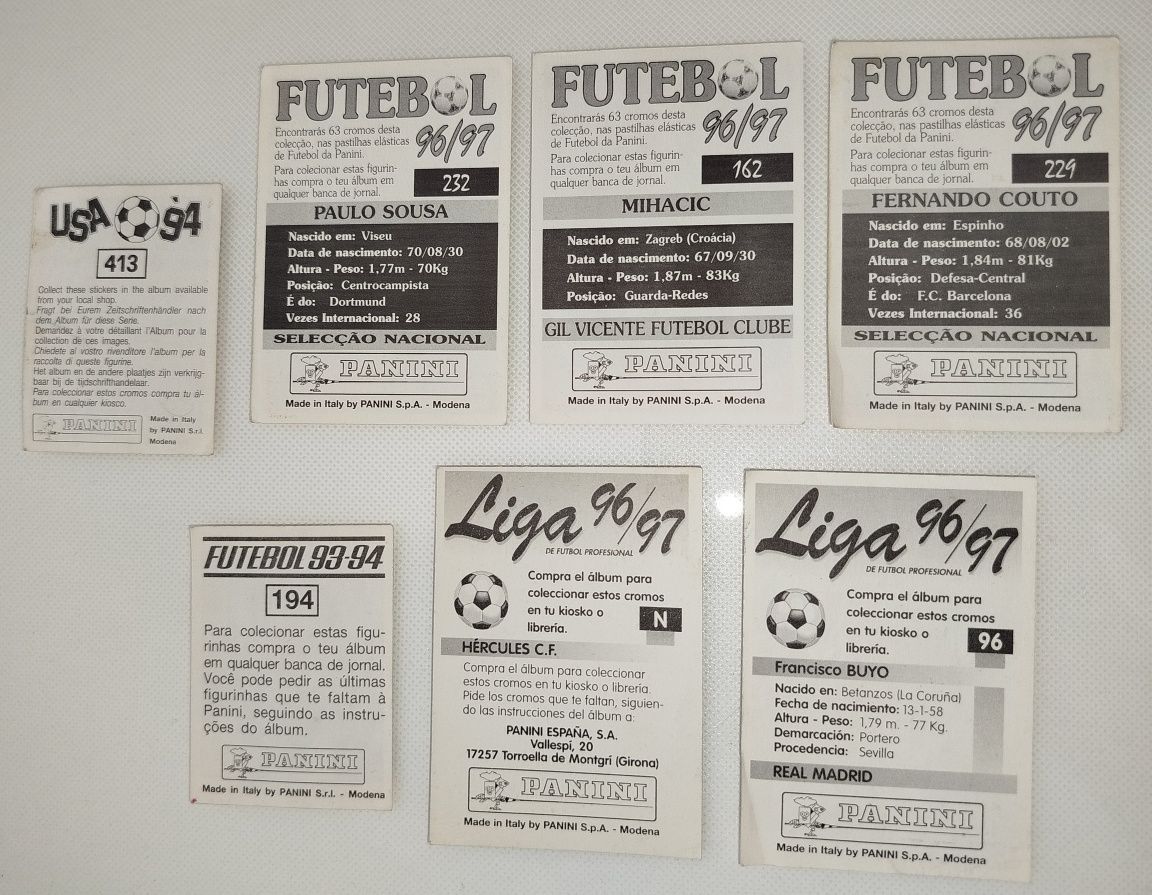 USA '94
413
Collect these stickers in the album available
from your local shop.
Fragt bei Eurem Zeitschriftenhändler nach
dem Album für diese Serie.
Demandez à votre détaillant l'Album pour la
collection de ces images.
Chiedete al vostro rivenditore l'album per la
raccolta di queste figurine.
Het album en de andere plaatjes zijn verkrijg-
baar bij de tijdschrifthandelaar.
Para coleccionar estos cromos compra tu ál-
bum en cualquier kiosco.
PANINI
Made in Italy
by PANINI S.r.l.
Modena
FUTEBOL
96/97
Encontrarás 63 cromos desta
colecção, nas pastilhas elásticas
de Futebol da Panini.
Para colecionar estas figurin-
has compra o teu álbum em
qualquer banca de jornal.
232
PAULO SOUSA
Nascido em: Viseu
Data de nascimento: 70/08/30
Altura - Peso: 1,77m - 70Kg
Posição: Centrocampista
É do: Dortmund
Vezes Internacional: 28
SELECÇÃO NACIONAL
PANINI
Made in Italy by PANINI S.p.A. - Modena
FUTEBOL
96/97
Encontrarás 63 cromos desta
colecção, nas pastilhas elásticas
de Futebol da Panini.
Para colecionar estas figurin-
has compra o teu álbum em
qualquer banca de jornal.
162
MIHACIC
Nascido em: Zagreb (Croácia)
Data de nascimento: 67/09/30
Altura - Peso: 1,87m - 83Kg
Posição: Guarda-Redes
GIL VICENTE FUTEBOL CLUBE
PANINI
Made in Italy by PANINI S.p.A. - Modena
FUTEBOL
96/97
Encontrarás 63 cromos desta
colecção, nas pastilhas elásticas
de Futebol da Panini.
Para colecionar estas figurin-
has compra o teu álbum em
qualquer banca de jornal.
229
FERNANDO COUTO
Nascido em: Espinho
Data de nascimento: 68/08/02
Altura - Peso: 1,84m - 81Kg
Posição: Defesa-Central
É do: F.C. Barcelona
Vezes Internacional: 36
SELECÇÃO NACIONAL
PANINI
Made in Italy by PANINI S.p.A. - Modena
FUTEBOL 93-94
194
Para colecionar estas figu-
rinhas compra o teu álbum
em qualquer banca de jornal.
Você pode pedir as últimas
figurinhas que te faltam à
Panini, seguindo as instru-
ções do álbum.
PANINI
Made in Italy by PANINI S.r.l. - Modena
Liga 96/97
DE FUTBOL PROFESIONAL
Compra el álbum para
coleccionar estos cromos
en tu kiosko o
librería.
N
HÉRCULES C.F.
Compra el álbum para coleccionar
estos cromos en tu kiosko o librería.
Pide los cromos que te faltan, siguien-
do las instrucciones del álbum a:
PANINI ESPAÑA, S.A.
Vallespí, 20
17257 Torroella de Montgrí (Girona)
PANINI
Made in Italy by PANINI S.p.A. - Modena
Liga 96/97
DE FUTBOL PROFESIONAL
Compra el álbum para
coleccionar estos cromos
en tu kiosko o
librería.
96
Francisco BUYO
Nacido en: Betanzos (La Coruña)
Fecha de nacimiento: 13-1-58
Altura - Peso: 1,79 m. - 77 Kg.
Demarcación: Portero
Procedencia: Sevilla
REAL MADRID
PANINI
Made in Italy by PANINI S.p.A. - Modena